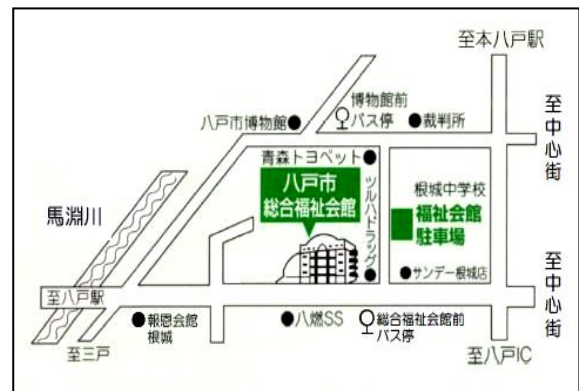 至本八戸駅
博物館前
バス停
八戸市博物館
裁判所
至中心街
青森トヨペット
八戸市
総合福祉会館
ツルハドラッグ
根城中学校
福祉会館
駐車場
馬淵川
サンデー根城店
至八戸駅
至中心街
報恩会館
根城
八燃SS
総合福祉会館前
バス停
至三戸
至八戸IC